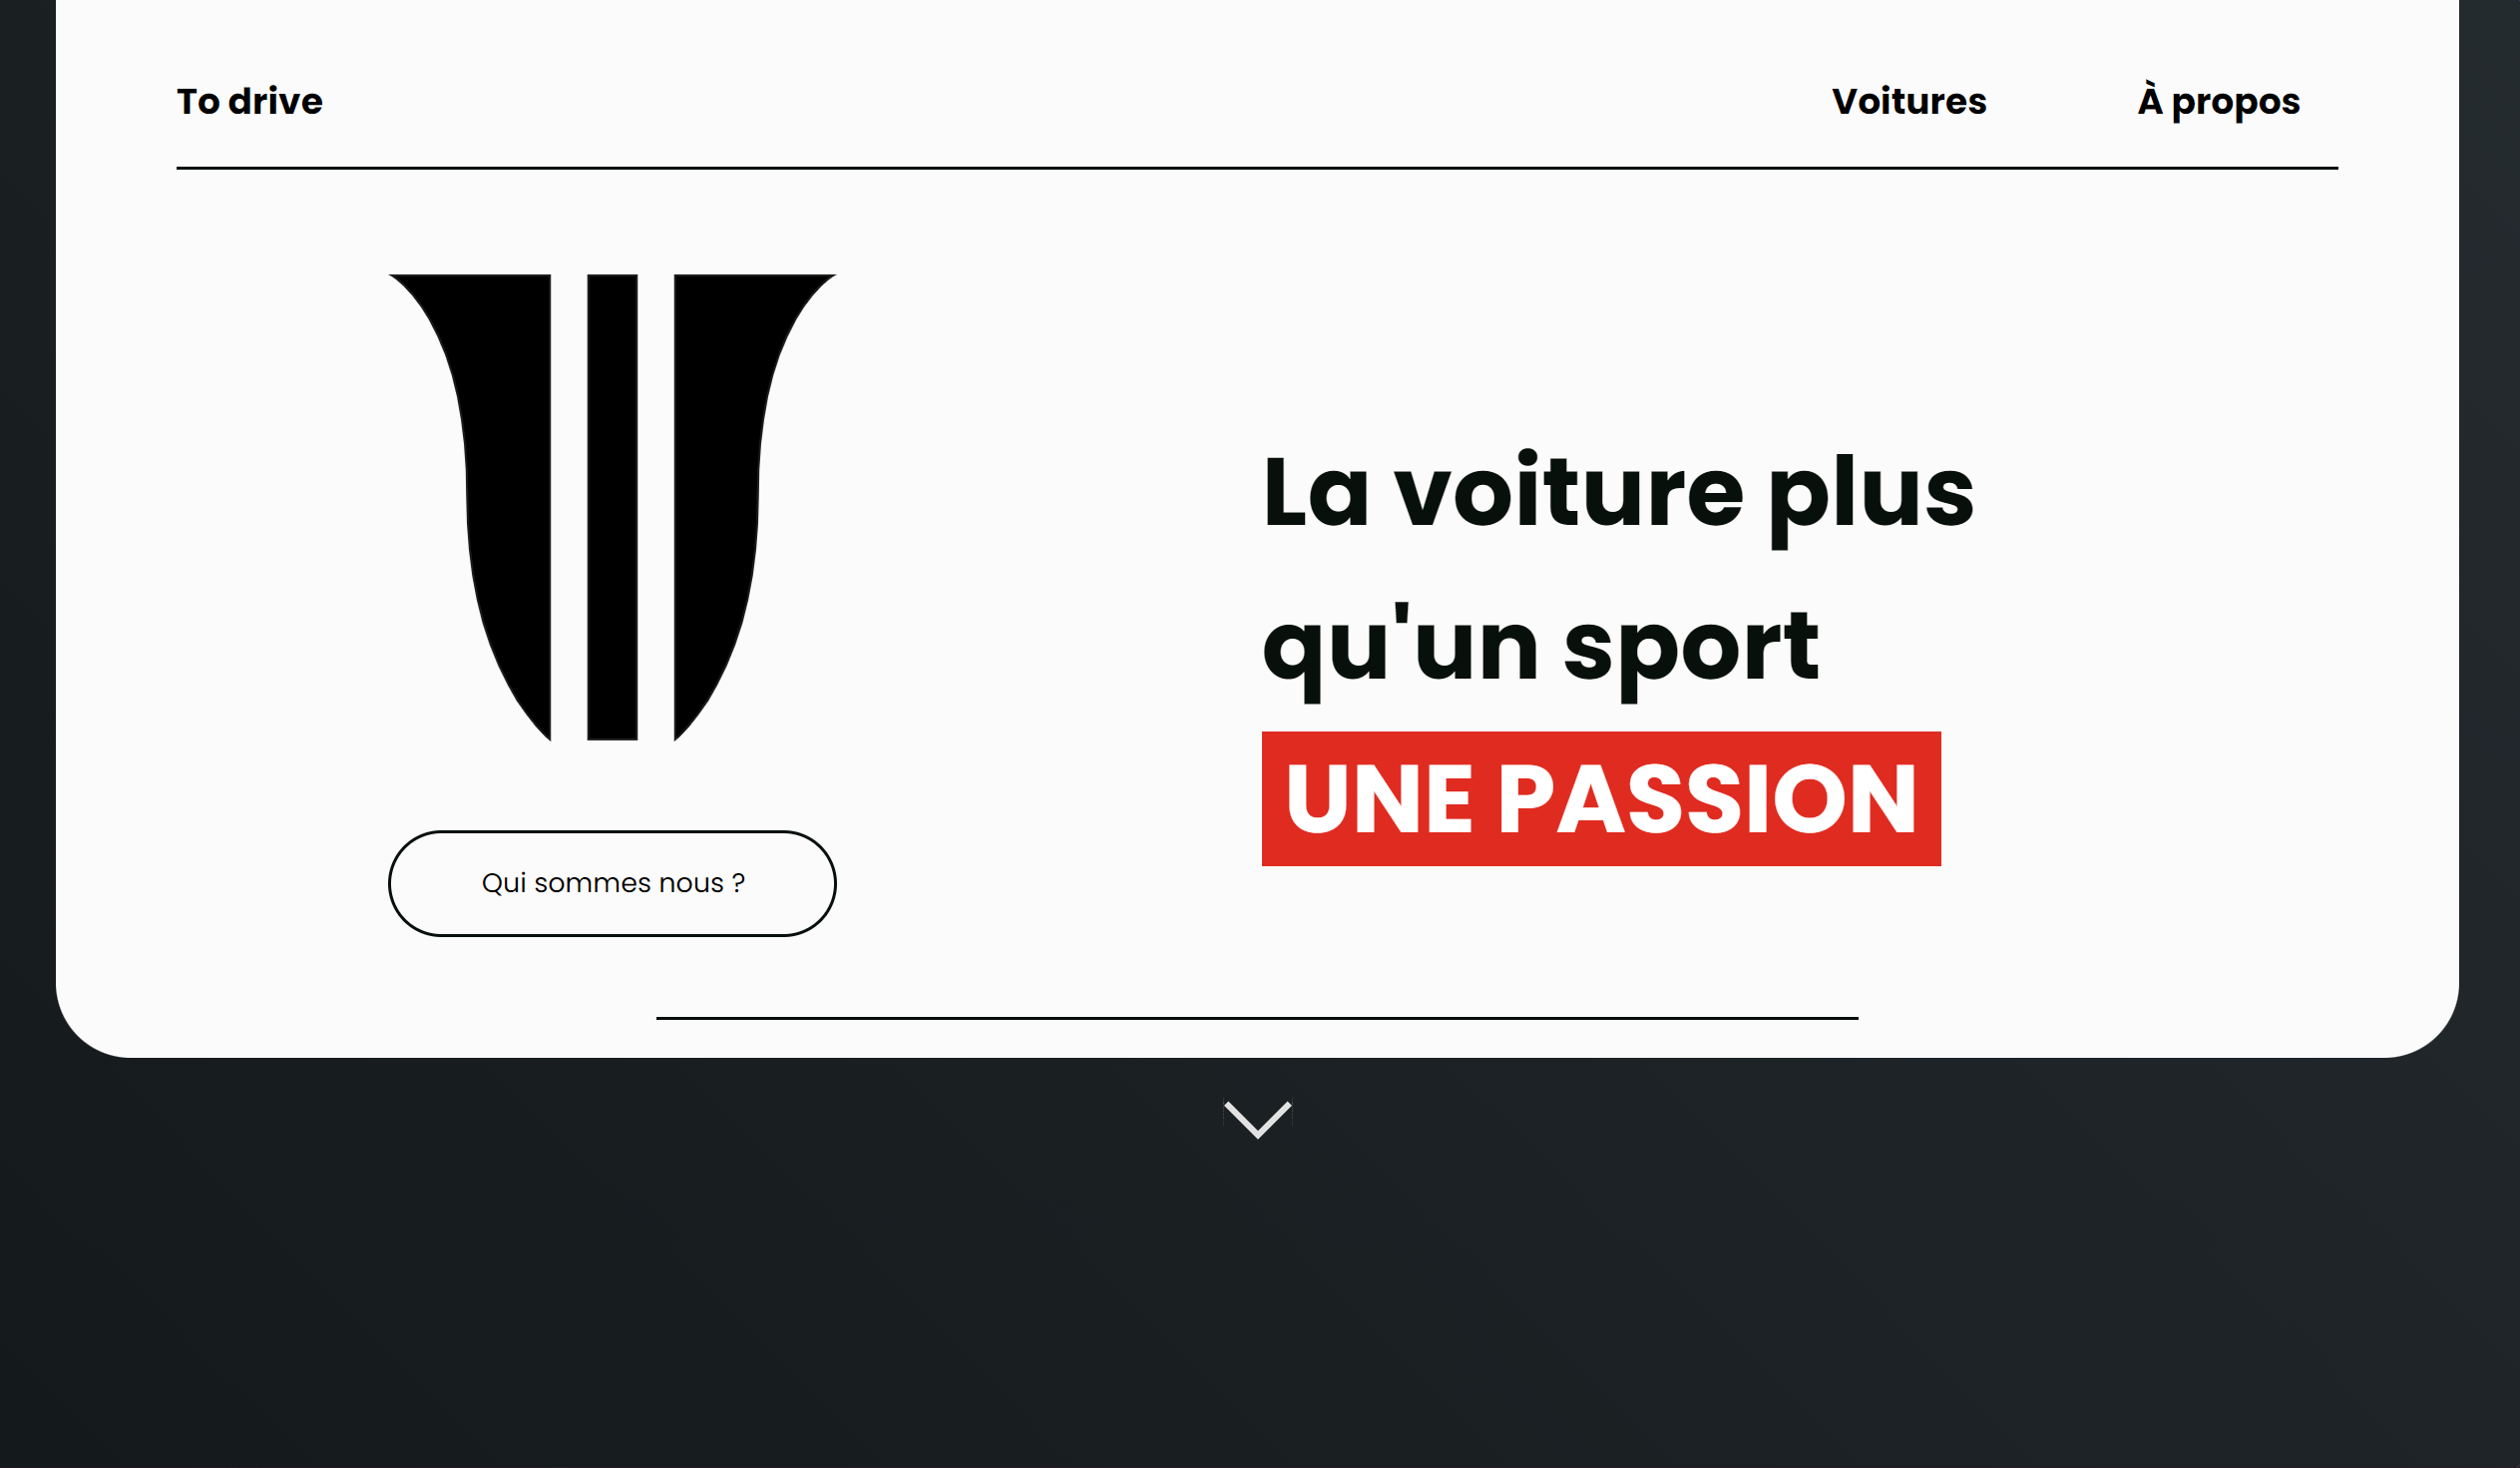 To drive
Voitures
À propos
La voiture plus
qu'un sport
UNE PASSION
Qui sommes nous ?